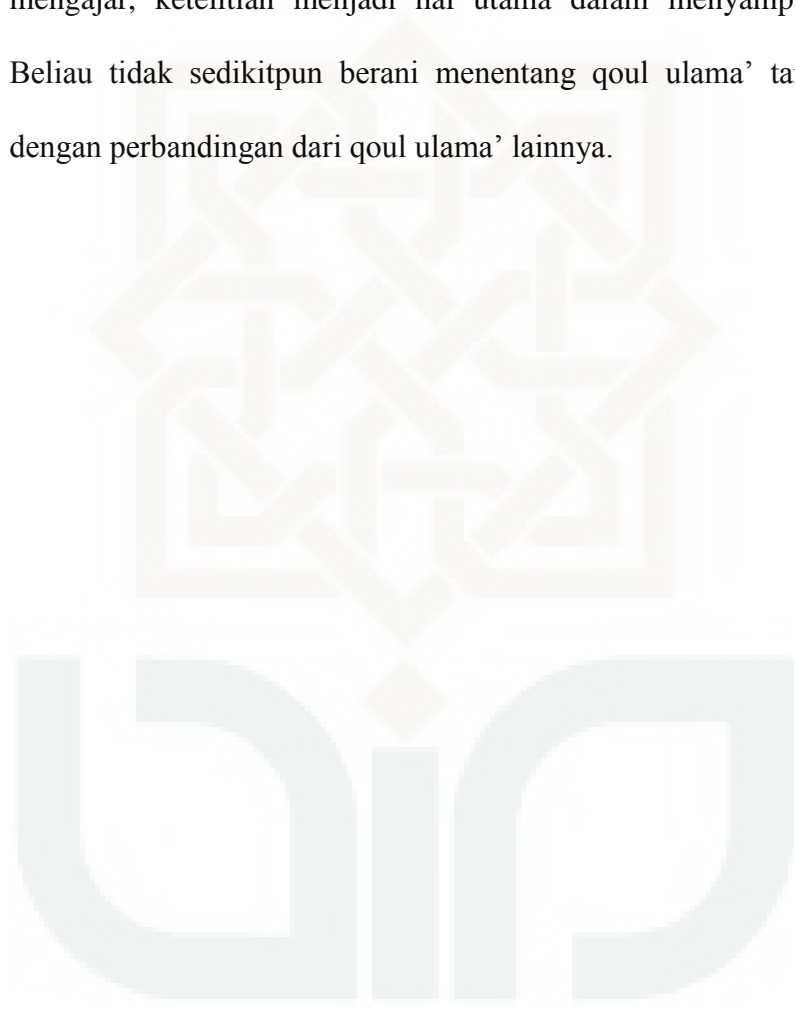 mengajar, ketelitian menjadi hal utama dalam menyamp
Beliau tidak sedikitpun berani menentang qoul ulama’ ta
dengan perbandingan dari qoul ulama’ lainnya.